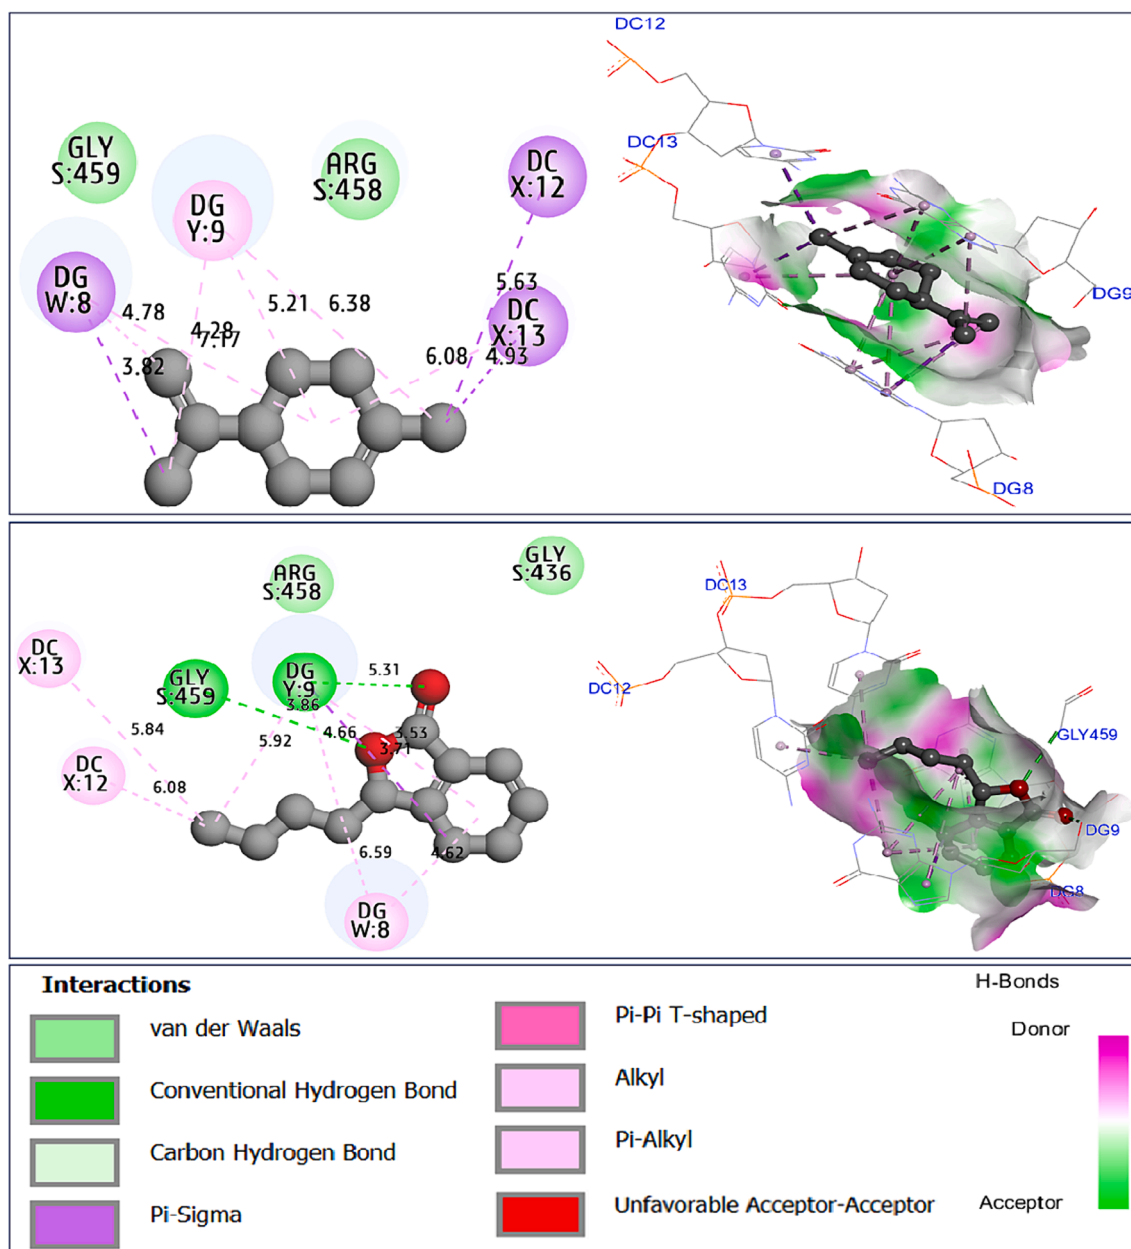 DC12
DC13
DG9
DG8
GLY
S:459
DG
Y:9
ARG
S:458
DC
X:12
DG
W:8
DC
X:13
4.78
3.82
4.28
7.17
5.21
6.38
5.63
6.08
4.93
GLY
S:436
ARG
S:458
DC
X:13
GLY
S:459
DG
Y:9
DC
X:12
DG
W:8
5.31
3.86
5.84
5.92
4.66
3.53
3.71
6.08
6.59
4.62
DC13
DC12
GLY459
DG9
DG8
Interactions
van der Waals
Conventional Hydrogen Bond
Carbon Hydrogen Bond
Pi-Sigma
Pi-Pi T-shaped
Alkyl
Pi-Alkyl
Unfavorable Acceptor-Acceptor
H-Bonds
Donor
Acceptor